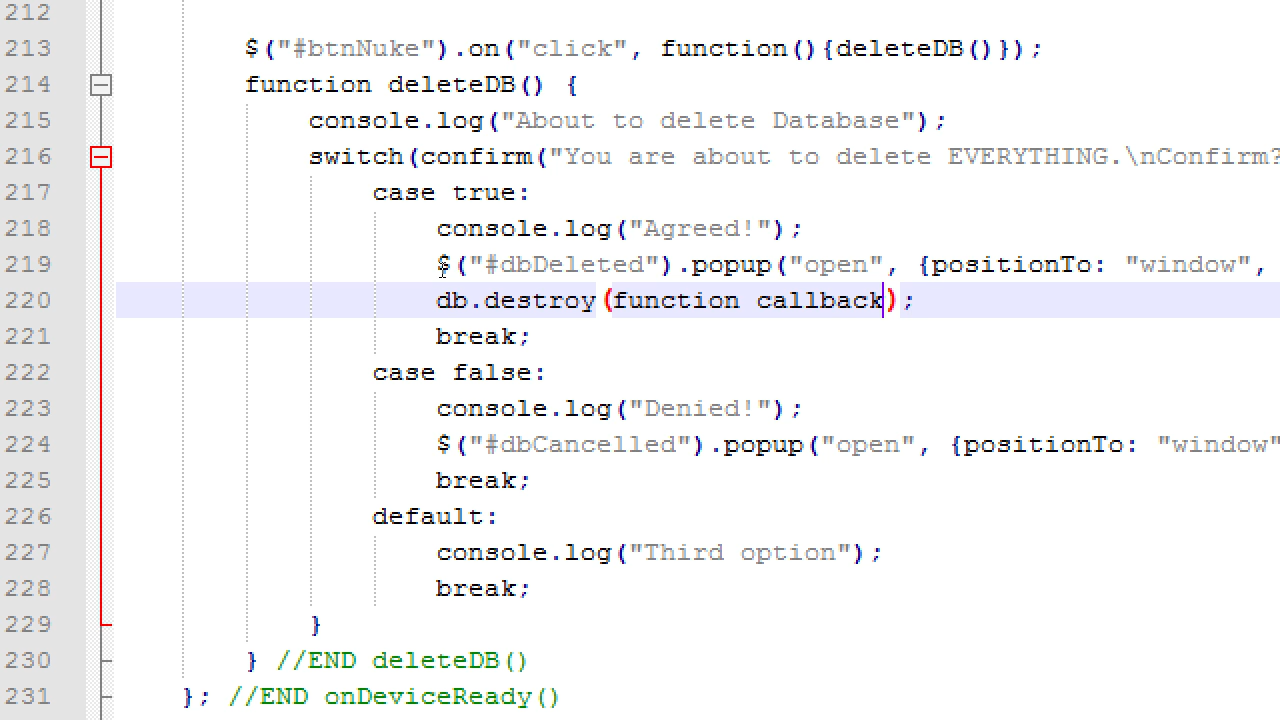 212
213 $("#btnNuke").on("click", function(){deleteDB()});
214 function deleteDB() {
215 console.log("About to delete Database");
216 switch(confirm("You are about to delete EVERYTHING.\nConfirm?
217 case true:
218 console.log("Agreed!");
219 $("#dbDeleted").popup("open", {positionTo: "window",
220 db.destroy(function callback);
221 break;
222 case false:
223 console.log("Denied!");
224 $("#dbCancelled").popup("open", {positionTo: "window"
225 break;
226 default:
227 console.log("Third option");
228 break;
229 }
230 } //END deleteDB()
231 }; //END onDeviceReady()